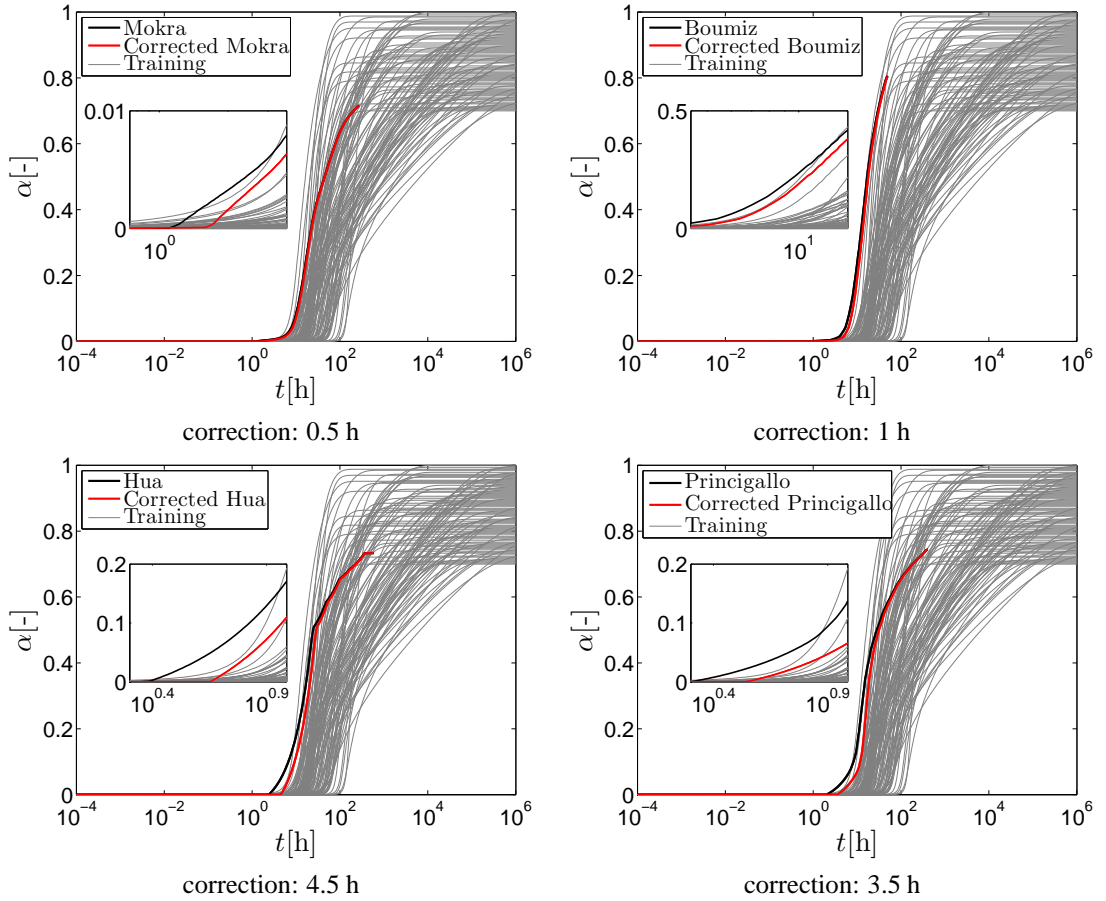 1
0.8
0.6
0.4
0.2
0
α[-]
Mokra
Corrected Mokra
Training
0.01
0
10^0
10^−4
10^−2
10^0
10^2
10^4
10^6
t[h]
correction: 0.5 h
1
0.8
0.6
0.4
0.2
0
α[-]
Boumiz
Corrected Boumiz
Training
0.5
0
10^1
10^−4
10^−2
10^0
10^2
10^4
10^6
t[h]
correction: 1 h
1
0.8
0.6
0.4
0.2
0
α[-]
Hua
Corrected Hua
Training
0.2
0.1
0
10^0.4
10^0.9
10^−4
10^−2
10^0
10^2
10^4
10^6
t[h]
correction: 4.5 h
1
0.8
0.6
0.4
0.2
0
α[-]
Princigallo
Corrected Princigallo
Training
0.2
0.1
0
10^0.4
10^0.9
10^−4
10^−2
10^0
10^2
10^4
10^6
t[h]
correction: 3.5 h